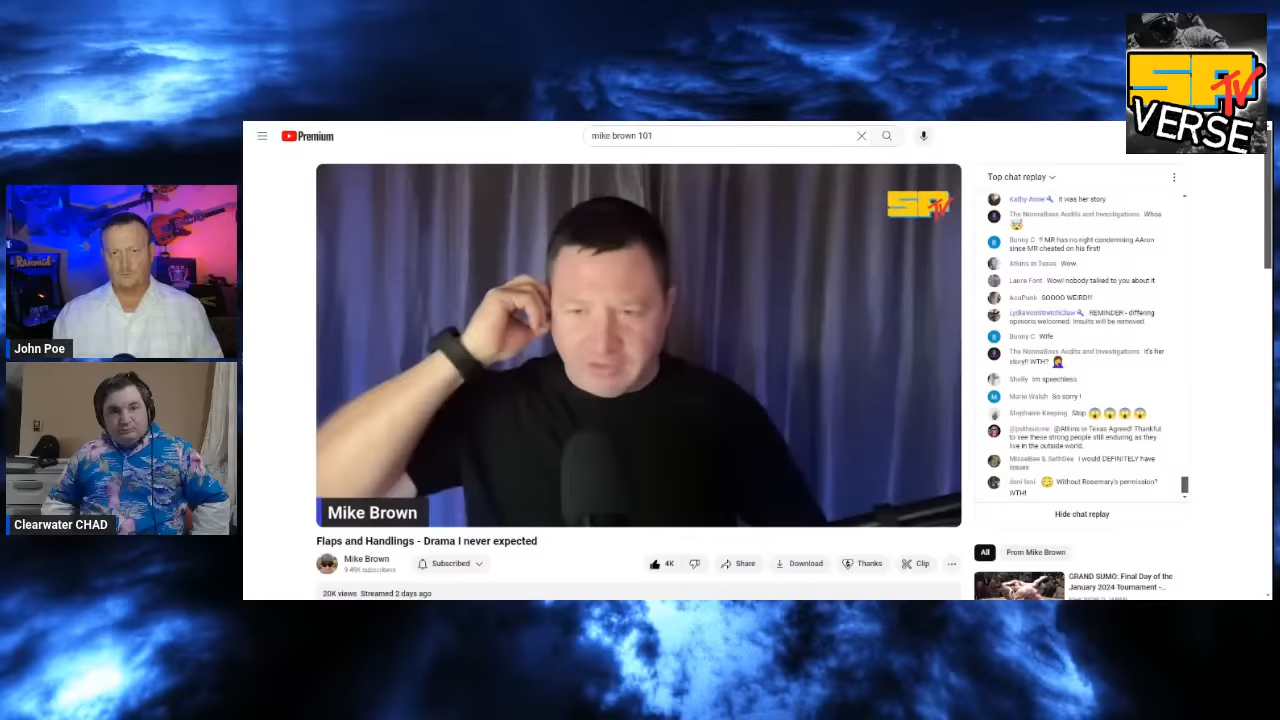 SP TV
VERSE
Premium
mike brown 101
SP TV
Mike Brown
John Poe
Clearwater CHAD
Top chat replay
Kathy Anne it was her story
The NonnaBoss Audits and Investigations Whoa
Bunny C !! MR has no right condemning AAron
since MR cheated on his first!
Atkins in Texas Wow
Laura Font Wow! nobody talked to you about it
AcuPunk SOOOO WEIRD!!!
LydiaVonStretchClaw REMINDER - differing
opinions welcomed. Insults will be removed.
Bunny C Wife
The NonnaBoss Audits and Investigations It's her
story!! WTH?
Shelly Im speechless
Marie Walsh So sorry !
Stephanie Keeping Stop
@Atkins in Texas Agreed! Thankful
to see these strong people still enduring as they
live in the outside world.
MisseBee & SethDee I would DEFINITELY have
issues
Without Rosemary's permission?
WTH!
Hide chat replay
Flaps and Handlings - Drama I never expected
Mike Brown
9.49K subscribers
Subscribed
4K
Share
Download
Thanks
Clip
20K views Streamed 2 days ago
All
From Mike Brown
GRAND SUMO: Final Day of the
January 2024 Tournament -...